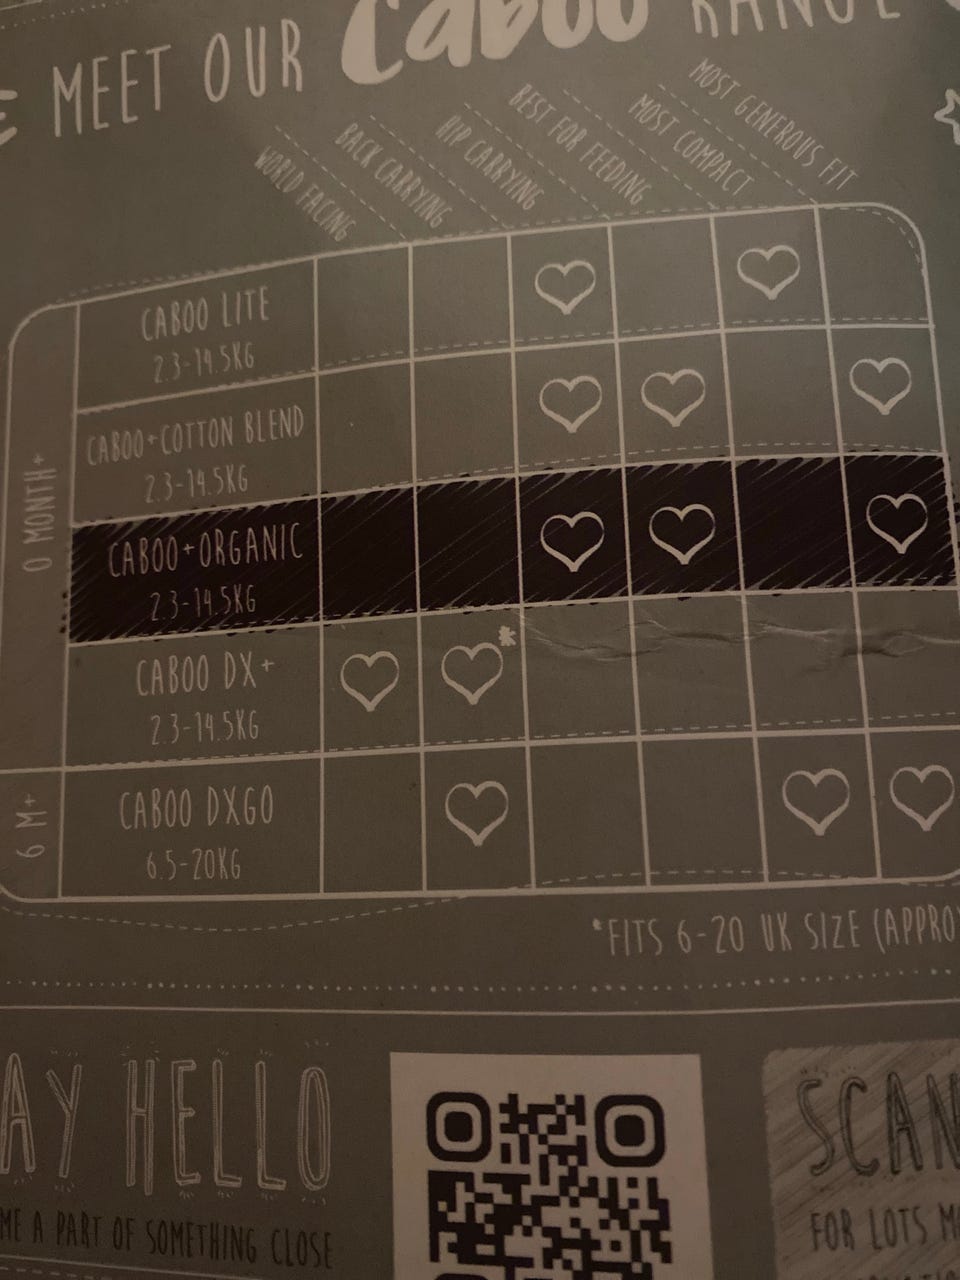 MEET OUR Caboo RANGE
WORLD FACING
BACK CARRYING
HIP CARRYING
BEST FOR FEEDING
MOST COMPACT
MOST GENEROUS FIT
0 MONTH+
CABOO LITE
2.3-14.5KG
CABOO+COTTON BLEND
2.3-14.5KG
CABOO+ORGANIC
2.3-14.5KG
CABOO DX+
2.3-14.5KG
*
6 M+
CABOO DXGO
6.5-20KG
*FITS 6-20 UK SIZE (APPRO
AY HELLO
ME A PART OF SOMETHING CLOSE
SCAN
FOR LOTS M